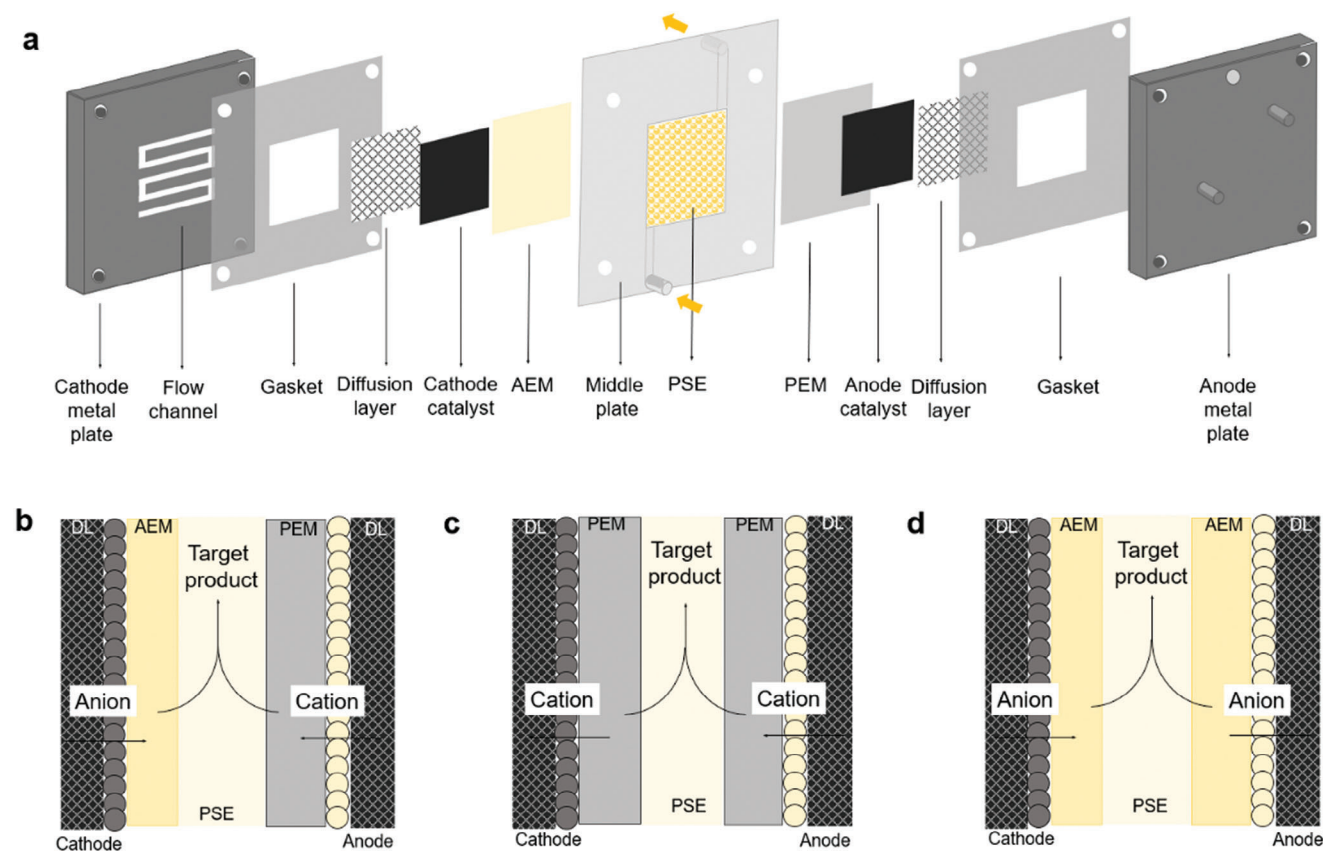 a
Cathode
metal
plate
Flow
channel
Gasket
Diffusion
layer
Cathode
catalyst
AEM
Middle
plate
PSE
PEM
Anode
catalyst
Diffusion
layer
Gasket
Anode
metal
plate
b
DL
AEM
PEM
DL
Target
product
Anion
Cation
PSE
Cathode
Anode
c
DL
PEM
PEM
DL
Target
product
Cation
Cation
PSE
Cathode
Anode
d
DL
AEM
AEM
DL
Target
product
Anion
Anion
PSE
Cathode
Anode